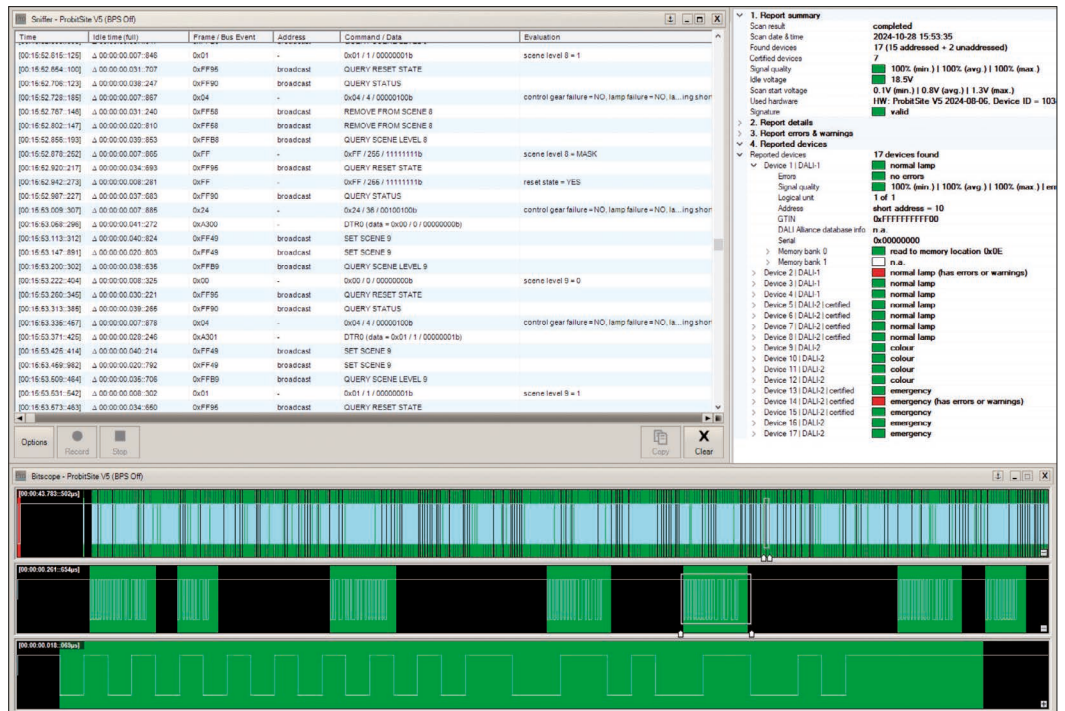 Sniffer - ProbitSite V5 (BPS Off)
Time Idle time (full) Frame / Bus Event Address Command / Data Evaluation
[00:15:52.615::125] Δ 00:00:00.007::846 0x01 - 0x01 / 1 / 00000001b scene level 8 = 1
[00:15:52.654::100] Δ 00:00:00.031::707 0xFF95 broadcast QUERY RESET STATE
[00:15:52.706::123] Δ 00:00:00.038::247 0xFF90 broadcast QUERY STATUS
[00:15:52.728::185] Δ 00:00:00.007::867 0x04 - 0x04 / 4 / 00000100b control gear failure = NO, lamp failure = NO, la...ing short
[00:15:52.767::146] Δ 00:00:00.031::240 0xFF58 broadcast REMOVE FROM SCENE 8
[00:15:52.802::147] Δ 00:00:00.020::810 0xFF58 broadcast REMOVE FROM SCENE 8
[00:15:52.856::193] Δ 00:00:00.039::853 0xFFB8 broadcast QUERY SCENE LEVEL 8
[00:15:52.878::252] Δ 00:00:00.007::865 0xFF - 0xFF / 255 / 11111111b scene level 8 = MASK
[00:15:52.920::217] Δ 00:00:00.034::693 0xFF95 broadcast QUERY RESET STATE
[00:15:52.942::273] Δ 00:00:00.008::281 0xFF - 0xFF / 255 / 11111111b reset state = YES
[00:15:52.987::227] Δ 00:00:00.037::683 0xFF90 broadcast QUERY STATUS
[00:15:53.009::307] Δ 00:00:00.007::885 0x24 - 0x24 / 36 / 00100100b control gear failure = NO, lamp failure = NO, la...ing short
[00:15:53.058::296] Δ 00:00:00.041::272 0xA300 - DTR0 (data = 0x00 / 0 / 00000000b)
[00:15:53.113::312] Δ 00:00:00.040::824 0xFF49 broadcast SET SCENE 9
[00:15:53.147::891] Δ 00:00:00.020::803 0xFF49 broadcast SET SCENE 9
[00:15:53.200::302] Δ 00:00:00.038::636 0xFFB9 broadcast QUERY SCENE LEVEL 9
[00:15:53.222::404] Δ 00:00:00.008::325 0x00 - 0x00 / 0 / 00000000b scene level 9 = 0
[00:15:53.260::345] Δ 00:00:00.030::221 0xFF95 broadcast QUERY RESET STATE
[00:15:53.313::385] Δ 00:00:00.039::266 0xFF90 broadcast QUERY STATUS
[00:15:53.335::467] Δ 00:00:00.007::878 0x04 - 0x04 / 4 / 00000100b control gear failure = NO, lamp failure = NO, la...ing short
[00:15:53.371::425] Δ 00:00:00.028::246 0xA301 - DTR0 (data = 0x01 / 1 / 00000001b)
[00:15:53.425::414] Δ 00:00:00.040::214 0xFF49 broadcast SET SCENE 9
[00:15:53.459::982] Δ 00:00:00.020::792 0xFF49 broadcast SET SCENE 9
[00:15:53.509::464] Δ 00:00:00.035::706 0xFFB9 broadcast QUERY SCENE LEVEL 9
[00:15:53.531::542] Δ 00:00:00.008::302 0x01 - 0x01 / 1 / 00000001b scene level 9 = 1
[00:15:53.573::463] Δ 00:00:00.034::650 0xFF95 broadcast QUERY RESET STATE
Options Record Stop Copy Clear
1. Report summary
Scan result completed
Scan date & time 2024-10-28 15:53:35
Found devices 17 (15 addressed + 2 unaddressed)
Certified devices 7
Signal quality 100% (min.) | 100% (avg.) | 100% (max.)
Idle voltage 18.5V
Scan start voltage 0.1V (min.) | 0.8V (avg.) | 1.3V (max.)
Used hardware HW: ProbitSite V5 2024-08-06, Device ID = 103
Signature valid
2. Report details
3. Report errors & warnings
4. Reported devices
Reported devices 17 devices found
Device 1 | DALI-1 normal lamp
Errors no errors
Signal quality 100% (min.) | 100% (avg.) | 100% (max.) | em
Logical unit 1 of 1
Address short address = 10
GTIN 0xFFFFFFFFFF00
DALI Alliance database info n.a.
Serial 0x00000000
Memory bank 0 read to memory location 0x0E
Memory bank 1 n.a.
Device 2 | DALI-1 normal lamp (has errors or warnings)
Device 3 | DALI-1 normal lamp
Device 4 | DALI-1 normal lamp
Device 5 | DALI-2 | certified normal lamp
Device 6 | DALI-2 | certified normal lamp
Device 7 | DALI-2 | certified normal lamp
Device 8 | DALI-2 | certified normal lamp
Device 9 | DALI-2 colour
Device 10 | DALI-2 colour
Device 11 | DALI-2 colour
Device 12 | DALI-2 colour
Device 13 | DALI-2 | certified emergency
Device 14 | DALI-2 | certified emergency (has errors or warnings)
Device 15 | DALI-2 | certified emergency
Device 16 | DALI-2 emergency
Device 17 | DALI-2 emergency
Bitscope - ProbitSite V5 (BPS Off)
[00:00:43.783::502µs]
[00:00:00.261::654µs]
[00:00:00.018::069µs]